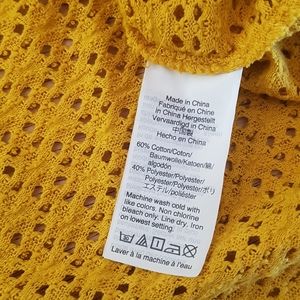 Made in China
Fabriqué en Chine
in China Hergestellt
Vervaardigd in China
中国製
Hecho en China
60% Cotton/Coton/
Baumwolle/Katoen/綿/
algodón
40% Polyester/Polyester/
Polyester/Polyester/ポリ
エステル/poliéster
Machine wash cold with
like colors. Non chlorine
bleach only. Line dry. Iron
on lowest setting.
Laver à la machine à l'eau